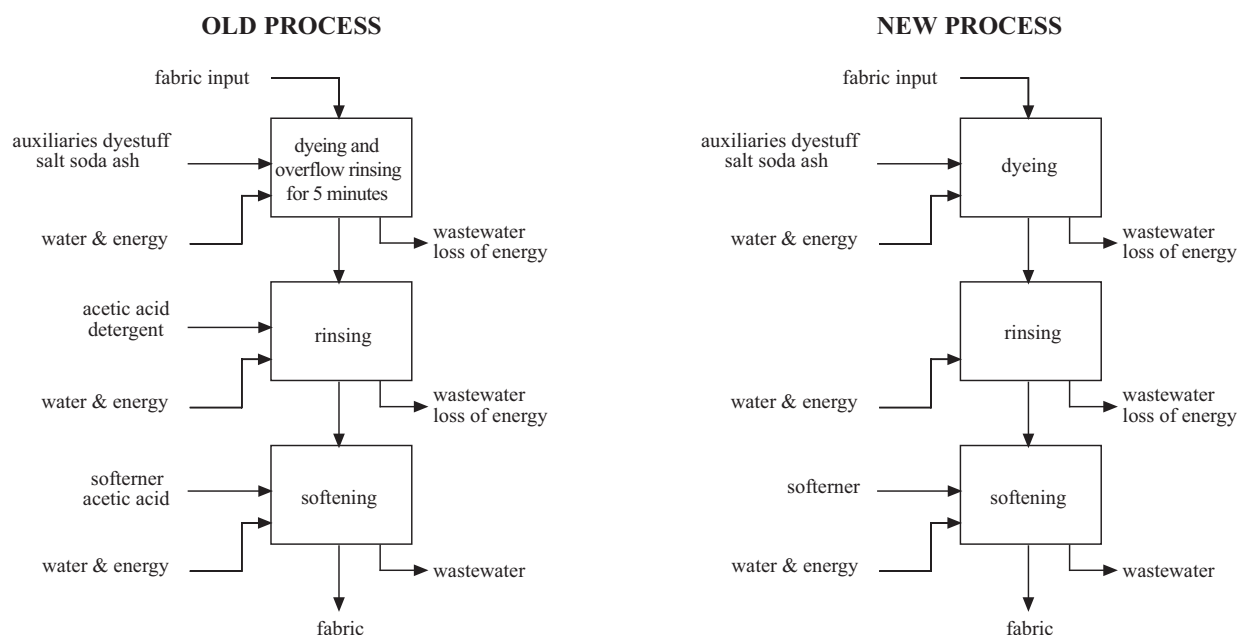 OLD PROCESS
fabric input
auxiliaries dyestuff
salt soda ash
dyeing and
overflow rinsing
for 5 minutes
water & energy
wastewater
loss of energy
acetic acid
detergent
rinsing
water & energy
wastewater
loss of energy
softerner
acetic acid
softening
water & energy
wastewater
fabric
NEW PROCESS
fabric input
auxiliaries dyestuff
salt soda ash
dyeing
water & energy
wastewater
loss of energy
rinsing
water & energy
wastewater
loss of energy
softerner
softening
water & energy
wastewater
fabric